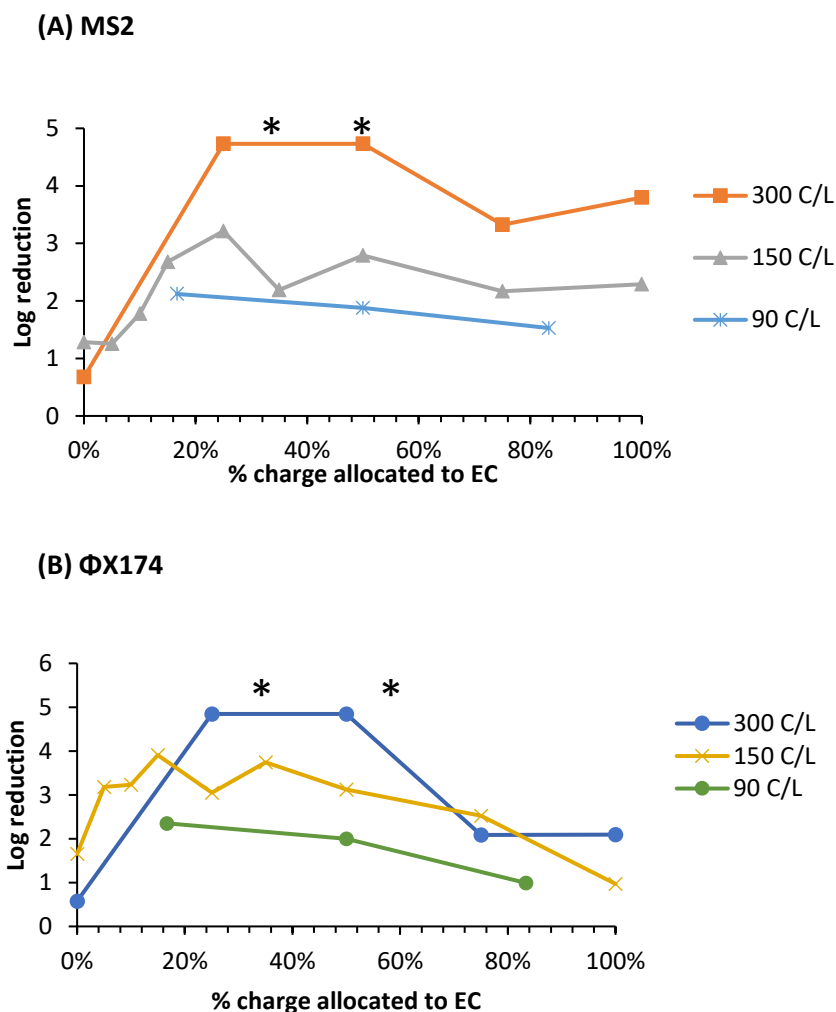 (A) MS2
* *
5
4
3
2
1
0
Log reduction
0% 20% 40% 60% 80% 100%
% charge allocated to EC
300 C/L
150 C/L
90 C/L
(B) ΦX174
* *
6
5
4
3
2
1
0
Log reduction
0% 20% 40% 60% 80% 100%
% charge allocated to EC
300 C/L
150 C/L
90 C/L